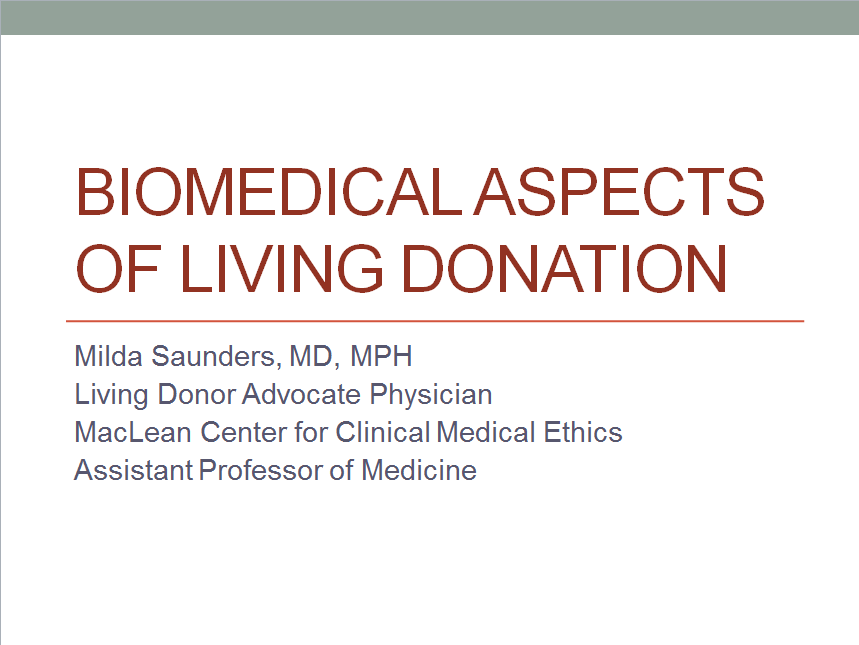 BIOMEDICAL ASPECTS
OF LIVING DONATION
Milda Saunders, MD, MPH
Living Donor Advocate Physician
MacLean Center for Clinical Medical Ethics
Assistant Professor of Medicine